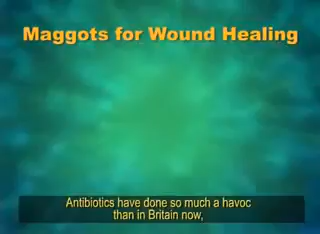 Maggots for Wound Healing
Antibiotics have done so much a havoc
than in Britain now,